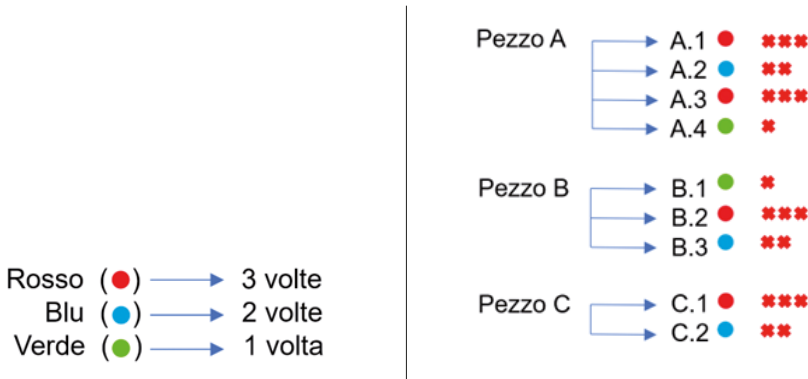 Rosso ( ) 3 volte
Blu ( ) 2 volte
Verde ( ) 1 volta
Pezzo A
A.1
A.2
A.3
A.4
Pezzo B
B.1
B.2
B.3
Pezzo C
C.1
C.2